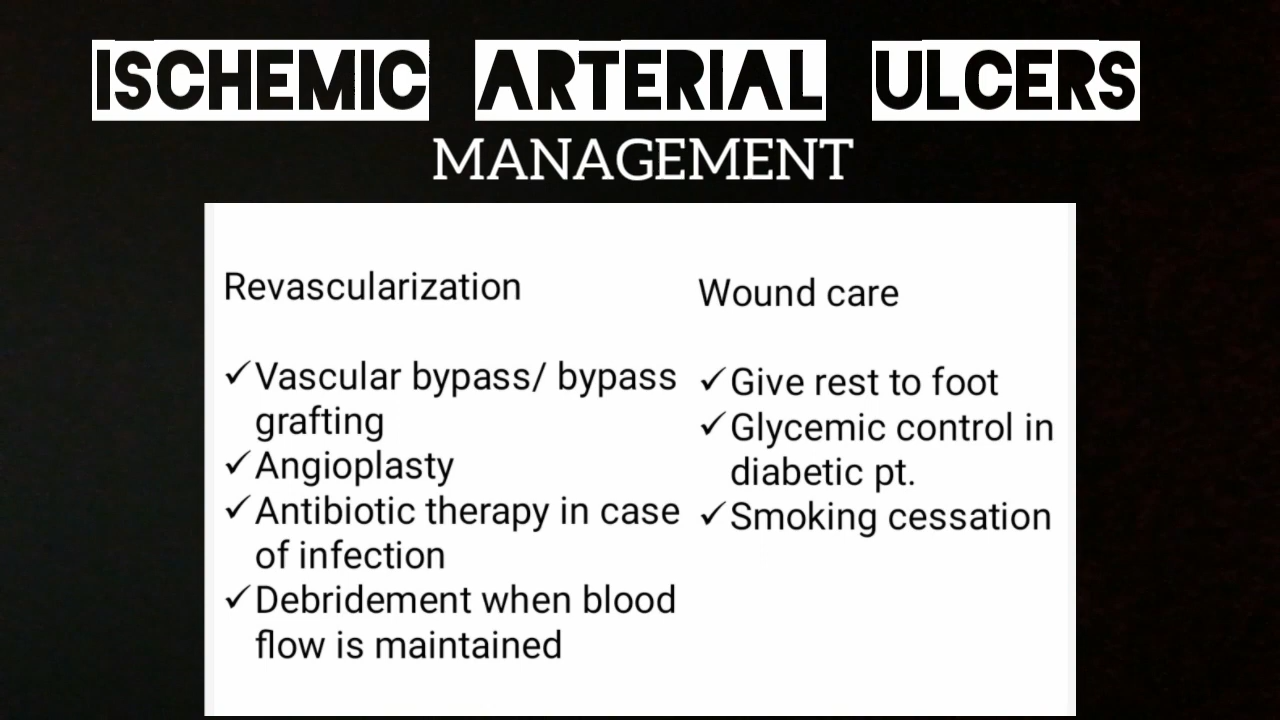 ISCHEMIC ARTERIAL ULCERS
MANAGEMENT
Revascularization
✓Vascular bypass/ bypass
grafting
✓Angioplasty
✓Antibiotic therapy in case
of infection
✓Debridement when blood
flow is maintained
Wound care
✓Give rest to foot
✓Glycemic control in
diabetic pt.
✓Smoking cessation